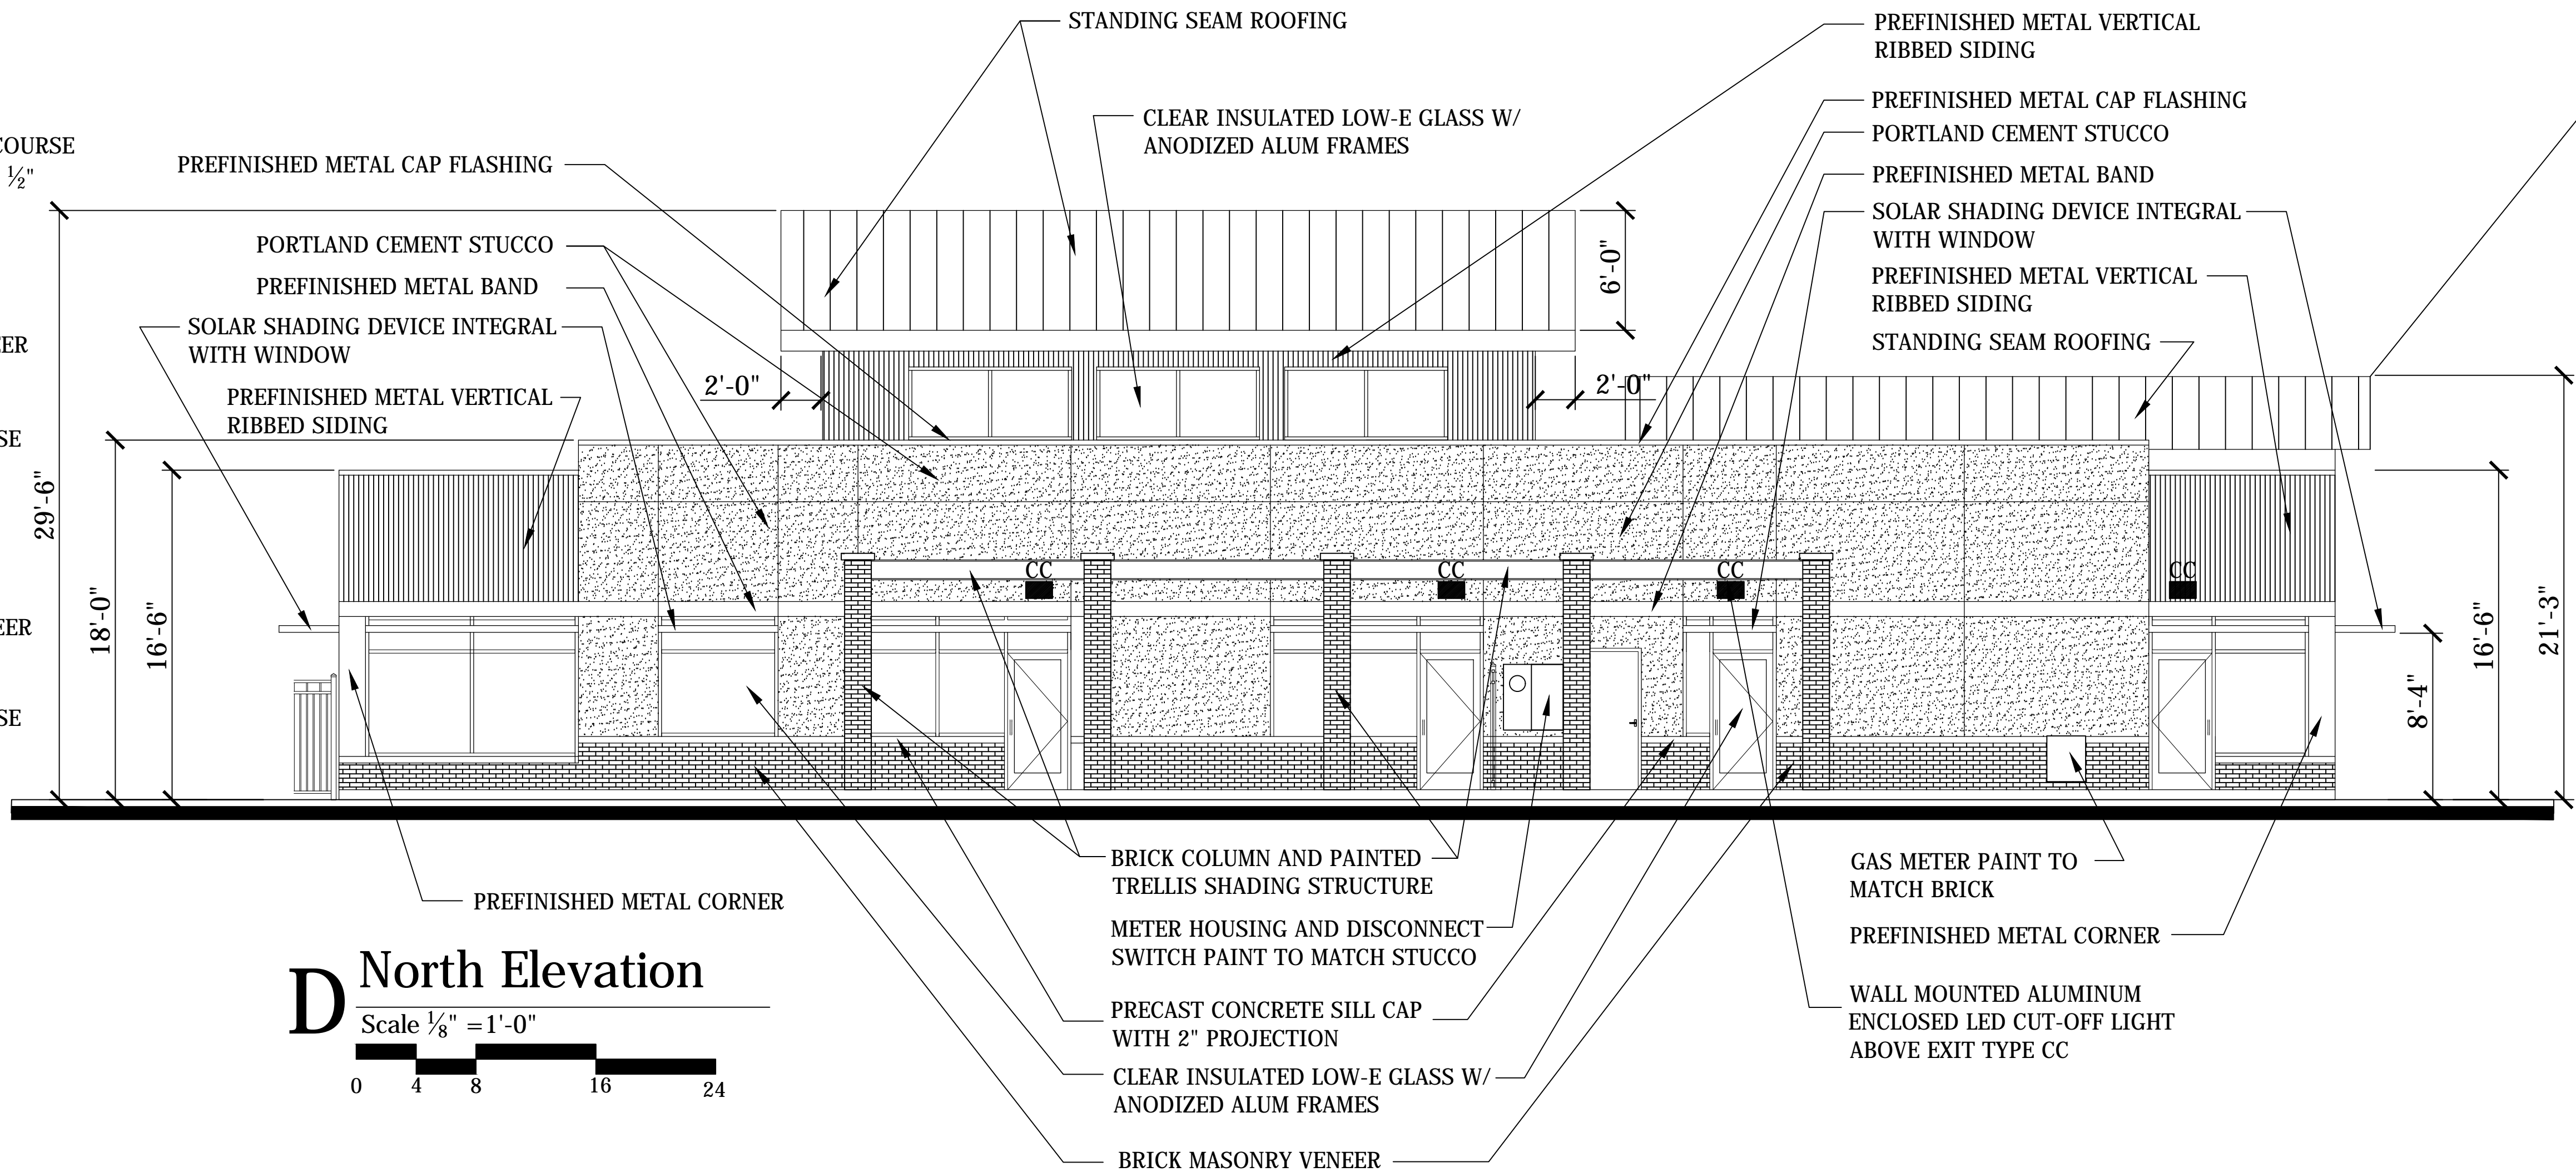 STANDING SEAM ROOFING
PREFINISHED METAL VERTICAL
RIBBED SIDING
CLEAR INSULATED LOW-E GLASS W/
ANODIZED ALUM FRAMES
PREFINISHED METAL CAP FLASHING
PORTLAND CEMENT STUCCO
PREFINISHED METAL BAND
SOLAR SHADING DEVICE INTEGRAL
WITH WINDOW
PREFINISHED METAL VERTICAL
RIBBED SIDING
STANDING SEAM ROOFING
COURSE
½"
PREFINISHED METAL CAP FLASHING
PORTLAND CEMENT STUCCO
PREFINISHED METAL BAND
SOLAR SHADING DEVICE INTEGRAL
WITH WINDOW
PREFINISHED METAL VERTICAL
RIBBED SIDING
EER
SE
EER
SE
6'-0"
2'-0"
2'-0"
29'-6"
18'-0"
16'-6"
16'-6"
21'-3"
8'-4"
CC
CC
CC
CC
PREFINISHED METAL CORNER
BRICK COLUMN AND PAINTED
TRELLIS SHADING STRUCTURE
METER HOUSING AND DISCONNECT
SWITCH PAINT TO MATCH STUCCO
PRECAST CONCRETE SILL CAP
WITH 2" PROJECTION
CLEAR INSULATED LOW-E GLASS W/
ANODIZED ALUM FRAMES
BRICK MASONRY VENEER
GAS METER PAINT TO
MATCH BRICK
PREFINISHED METAL CORNER
WALL MOUNTED ALUMINUM
ENCLOSED LED CUT-OFF LIGHT
ABOVE EXIT TYPE CC
D North Elevation
Scale ⅛" =1'-0"
0 4 8 16 24